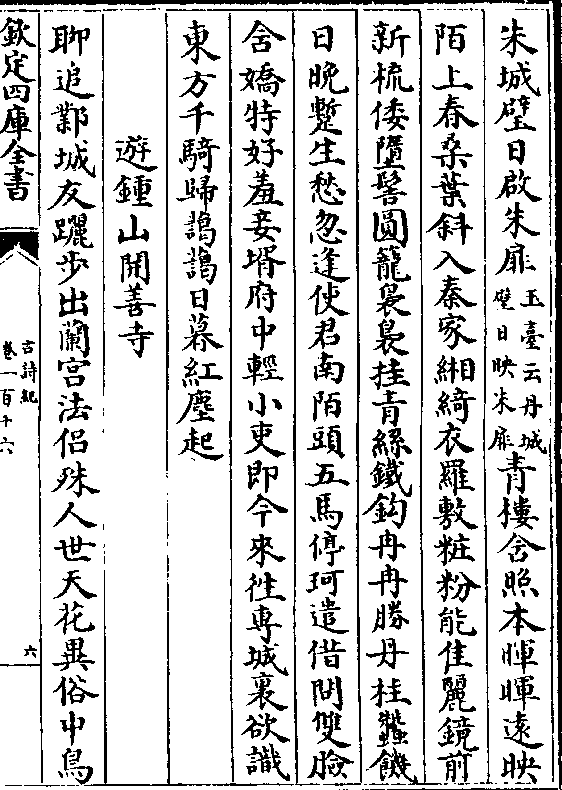 朱城璧日啟朱扉玉臺云丹城璧日映朱扉青樓含照本暉暉遠映
陌上春桑葉斜入秦家緗綺衣羅敷粧粉能佳麗鏡前
新梳倭墮髻圓籠裊裊挂青絲鐵鈎冉冉勝丹桂蠶饑
日晚蹔生愁忽逢使君南陌頭五馬停珂遣借問雙臉
含嬌特好羞妾壻府中輕小吏即今來往專城裏欲識
東方千騎歸藹藹日暮紅塵起
遊鍾山開善寺
聊追鄴城友躧步出蘭宮法侣殊人世天花異俗中鳥
欽定四庫全書
古詩紀
卷一百十六
六